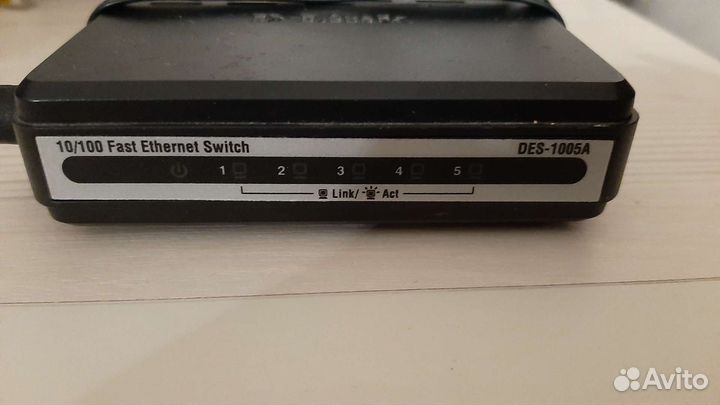 10/100 Fast Ethernet Switch
DES-1005A
1 2 3 4 5
Link/ Act
Avito